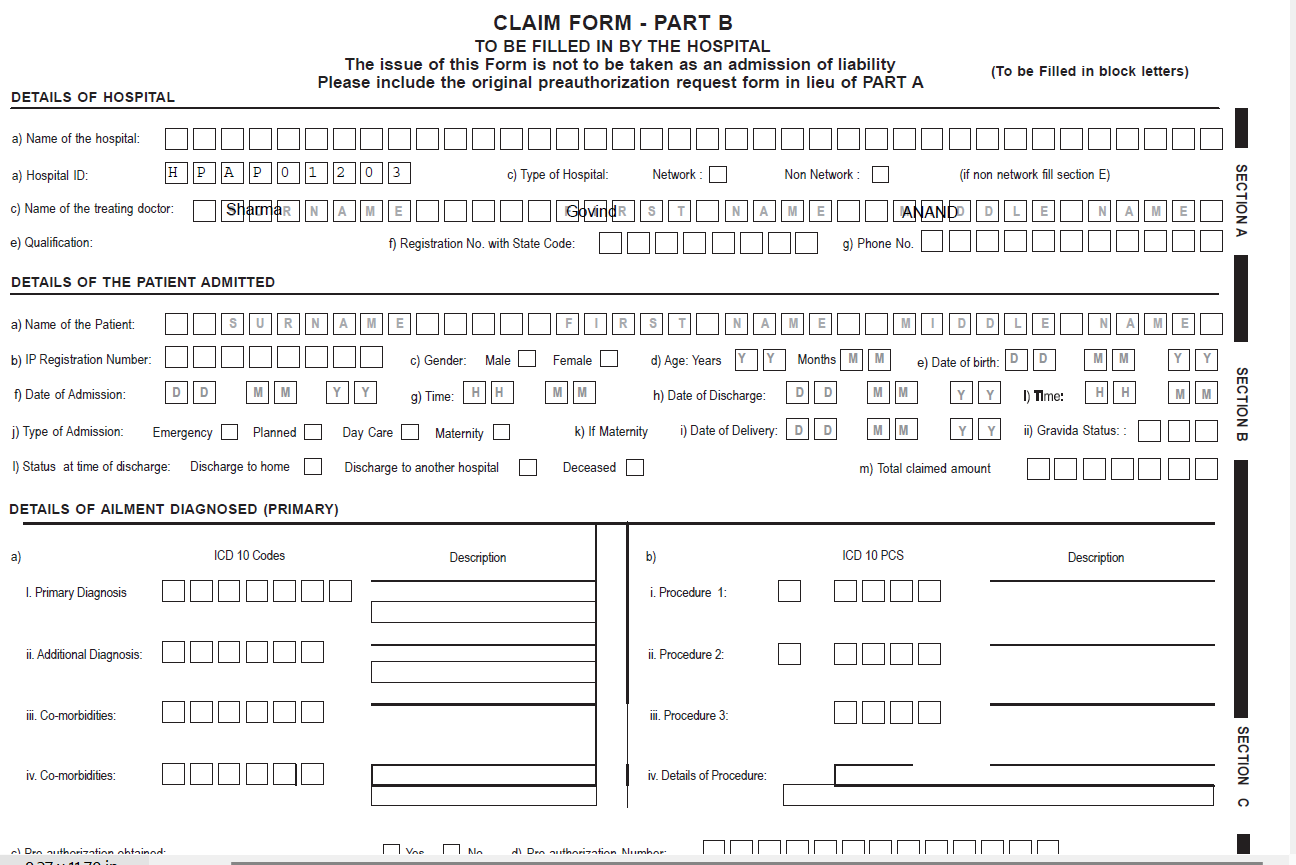 CLAIM FORM - PART B
TO BE FILLED IN BY THE HOSPITAL
The issue of this Form is not to be taken as an admission of liability
Please include the original preauthorization request form in lieu of PART A
(To be Filled in block letters)
DETAILS OF HOSPITAL
a) Name of the hospital:
a) Hospital ID: H P A P 0 1 2 0 3 c) Type of Hospital: Network : Non Network : (if non network fill section E)
c) Name of the treating doctor: Sharma R N A M E Govind R S T N A M E ANAND D D L E N A M E
e) Qualification: f) Registration No. with State Code: g) Phone No.
SECTION A
DETAILS OF THE PATIENT ADMITTED
a) Name of the Patient: S U R N A M E F I R S T N A M E M I D D L E N A M E
b) IP Registration Number: c) Gender: Male Female d) Age: Years Y Y Months M M e) Date of birth: D D M M Y Y
f) Date of Admission: D D M M Y Y g) Time: H H M M h) Date of Discharge: D D M M Y Y I) Time: H H M M
j) Type of Admission: Emergency Planned Day Care Maternity k) If Maternity i) Date of Delivery: D D M M Y Y ii) Gravida Status: :
l) Status at time of discharge: Discharge to home Discharge to another hospital Deceased m) Total claimed amount
SECTION B
DETAILS OF AILMENT DIAGNOSED (PRIMARY)
a) ICD 10 Codes Description b) ICD 10 PCS Description
I. Primary Diagnosis i. Procedure 1:
ii. Additional Diagnosis: ii. Procedure 2:
iii. Co-morbidities: iii. Procedure 3:
iv. Co-morbidities: iv. Details of Procedure:
SECTION C
c) Pre authorization obtained: Yes No d) Pre authorization Number: